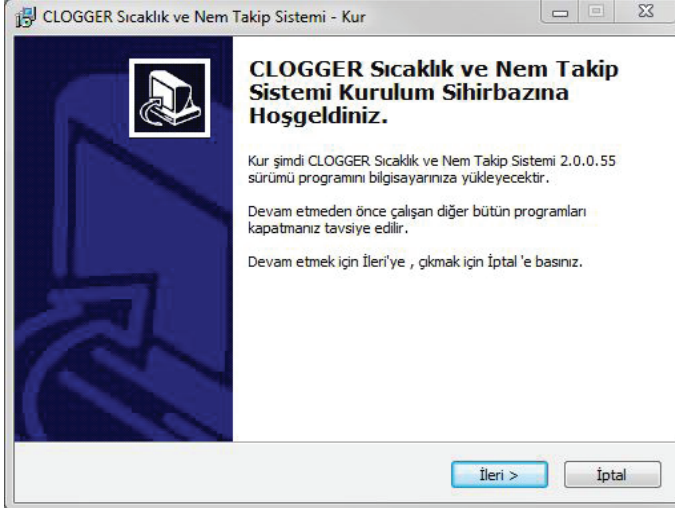 CLOGGER Sıcaklık ve Nem Takip Sistemi - Kur
CLOGGER Sıcaklık ve Nem Takip
Sistemi Kurulum Sihirbazına
Hoşgeldiniz.
Kur şimdi CLOGGER Sıcaklık ve Nem Takip Sistemi 2.0.0.55
sürümü programını bilgisayarınıza yükleyecektir.
Devam etmeden önce çalışan diğer bütün programları
kapatmanız tavsiye edilir.
Devam etmek için İleri'ye , çıkmak için İptal 'e basınız.
İleri >
İptal